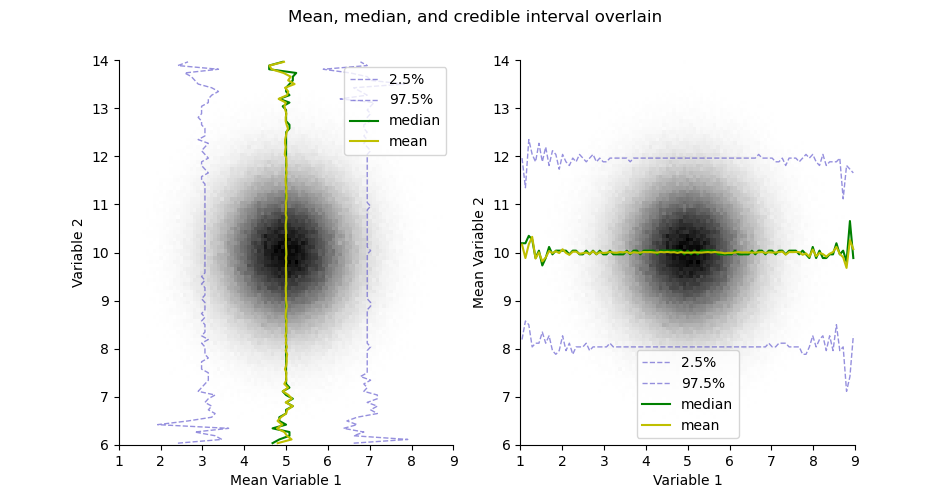 Mean, median, and credible interval overlain
14
13
12
11
10
9
8
7
6
Variable 2
1 2 3 4 5 6 7 8 9
Mean Variable 1
2.5%
97.5%
median
mean
14
13
12
11
10
9
8
7
6
Mean Variable 2
1 2 3 4 5 6 7 8 9
Variable 1
2.5%
97.5%
median
mean